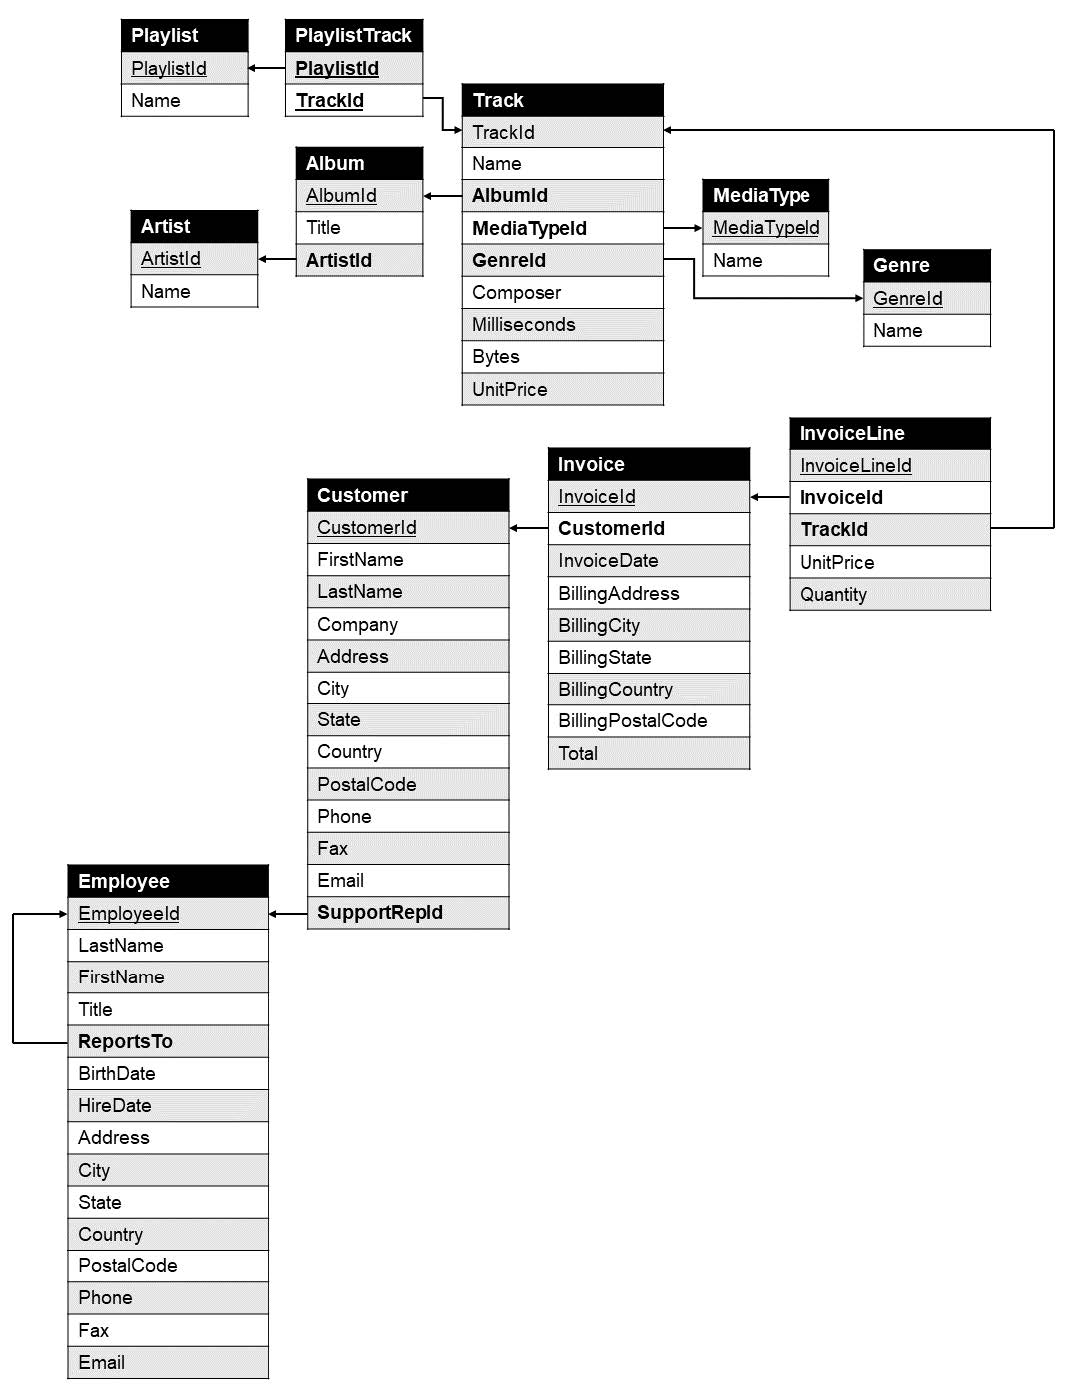 Playlist
PlaylistId
Name
PlaylistTrack
PlaylistId
TrackId
Track
TrackId
Name
AlbumId
MediaTypeId
GenreId
Composer
Milliseconds
Bytes
UnitPrice
Album
AlbumId
Title
ArtistId
Artist
ArtistId
Name
MediaType
MediaTypeId
Name
Genre
GenreId
Name
InvoiceLine
InvoiceLineId
InvoiceId
TrackId
UnitPrice
Quantity
Invoice
InvoiceId
CustomerId
InvoiceDate
BillingAddress
BillingCity
BillingState
BillingCountry
BillingPostalCode
Total
Customer
CustomerId
FirstName
LastName
Company
Address
City
State
Country
PostalCode
Phone
Fax
Email
SupportRepId
Employee
EmployeeId
LastName
FirstName
Title
ReportsTo
BirthDate
HireDate
Address
City
State
Country
PostalCode
Phone
Fax
Email